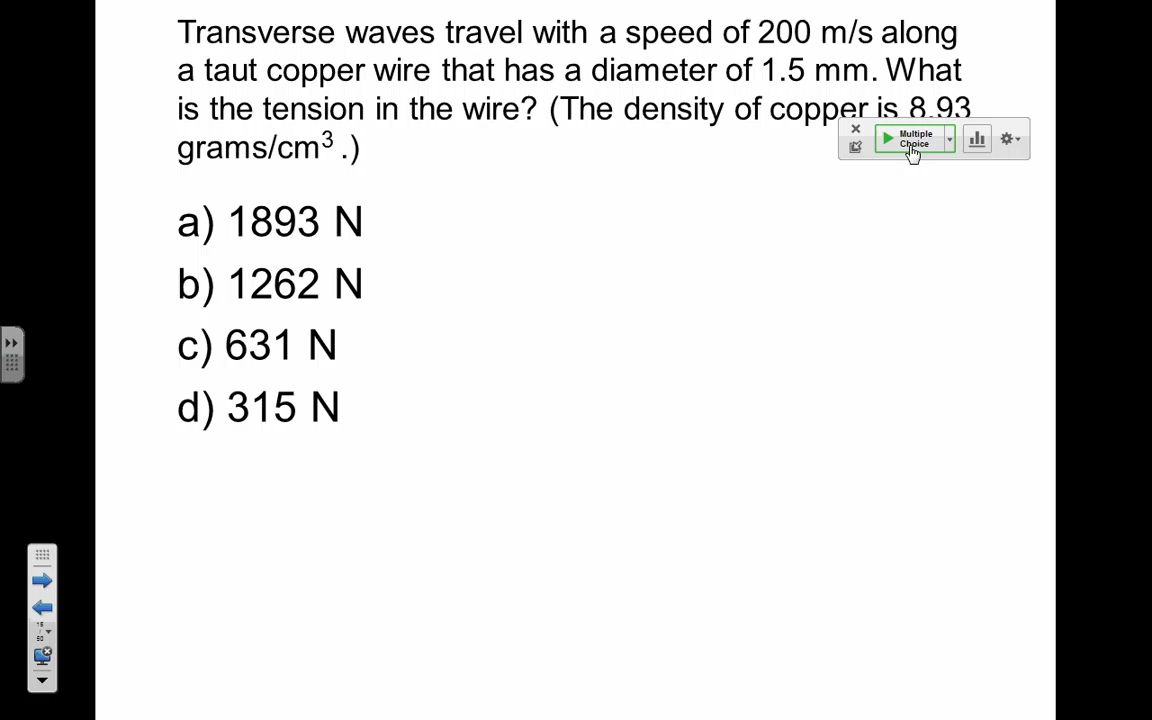 Transverse waves travel with a speed of 200 m/s along
a taut copper wire that has a diameter of 1.5 mm. What
is the tension in the wire? (The density of copper is 8.93
grams/cm³ .)
Multiple
Choice
a) 1893 N
b) 1262 N
c) 631 N
d) 315 N